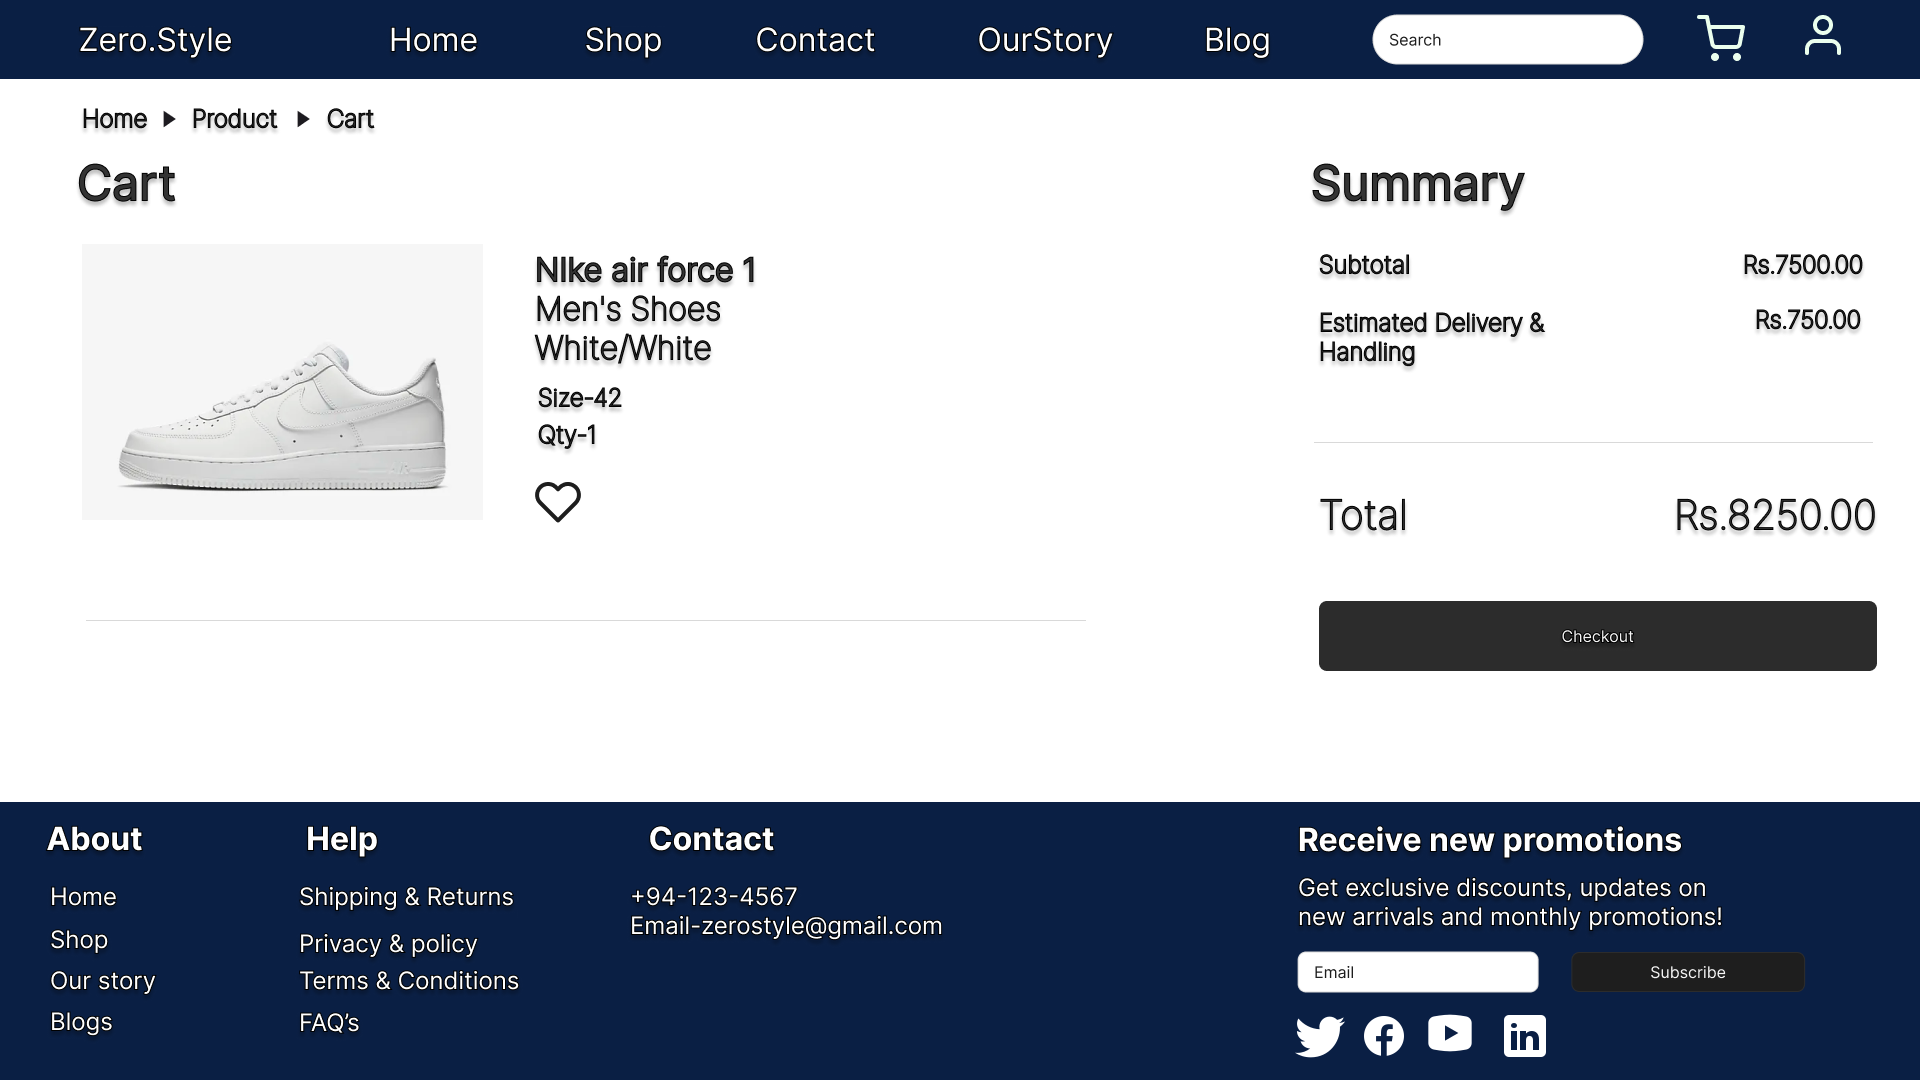 Zero.Style Home Shop Contact OurStory Blog Search
Home Product Cart
Cart
NIke air force 1
Men's Shoes
White/White
Size-42
Qty-1
Summary
Subtotal Rs.7500.00
Estimated Delivery & Rs.750.00
Handling
Total Rs.8250.00
Checkout
About
Home
Shop
Our story
Blogs
Help
Shipping & Returns
Privacy & policy
Terms & Conditions
FAQ’s
Contact
+94-123-4567
Email-zerostyle@gmail.com
Receive new promotions
Get exclusive discounts, updates on
new arrivals and monthly promotions!
Email Subscribe